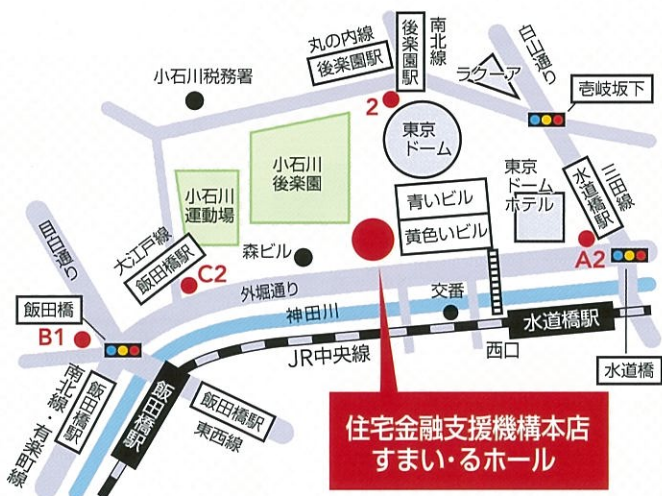 丸の内線
後楽園駅
後楽園駅
南北線
白山通り
ラクーア
小石川税務署
壱岐坂下
2
東京
ドーム
小石川
後楽園
小石川
運動場
東京
ドーム
ホテル
水道橋駅
三田線
青いビル
黄色いビル
目白通り
大江戸線
飯田橋駅
C2
森ビル
A2
外堀通り
神田川
交番
飯田橋
B1
水道橋駅
西口
JR中央線
水道橋
飯田橋駅
南北線・有楽町線
飯田橋駅
飯田橋駅
東西線
住宅金融支援機構本店
すまい・るホール